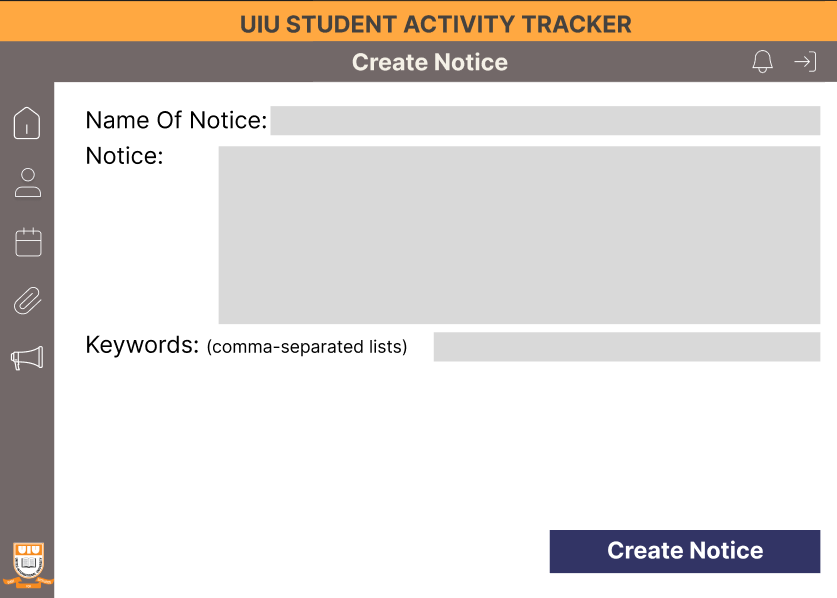 UIU STUDENT ACTIVITY TRACKER
Create Notice
Name Of Notice:
Notice:
Keywords: (comma-separated lists)
Create Notice
UIU